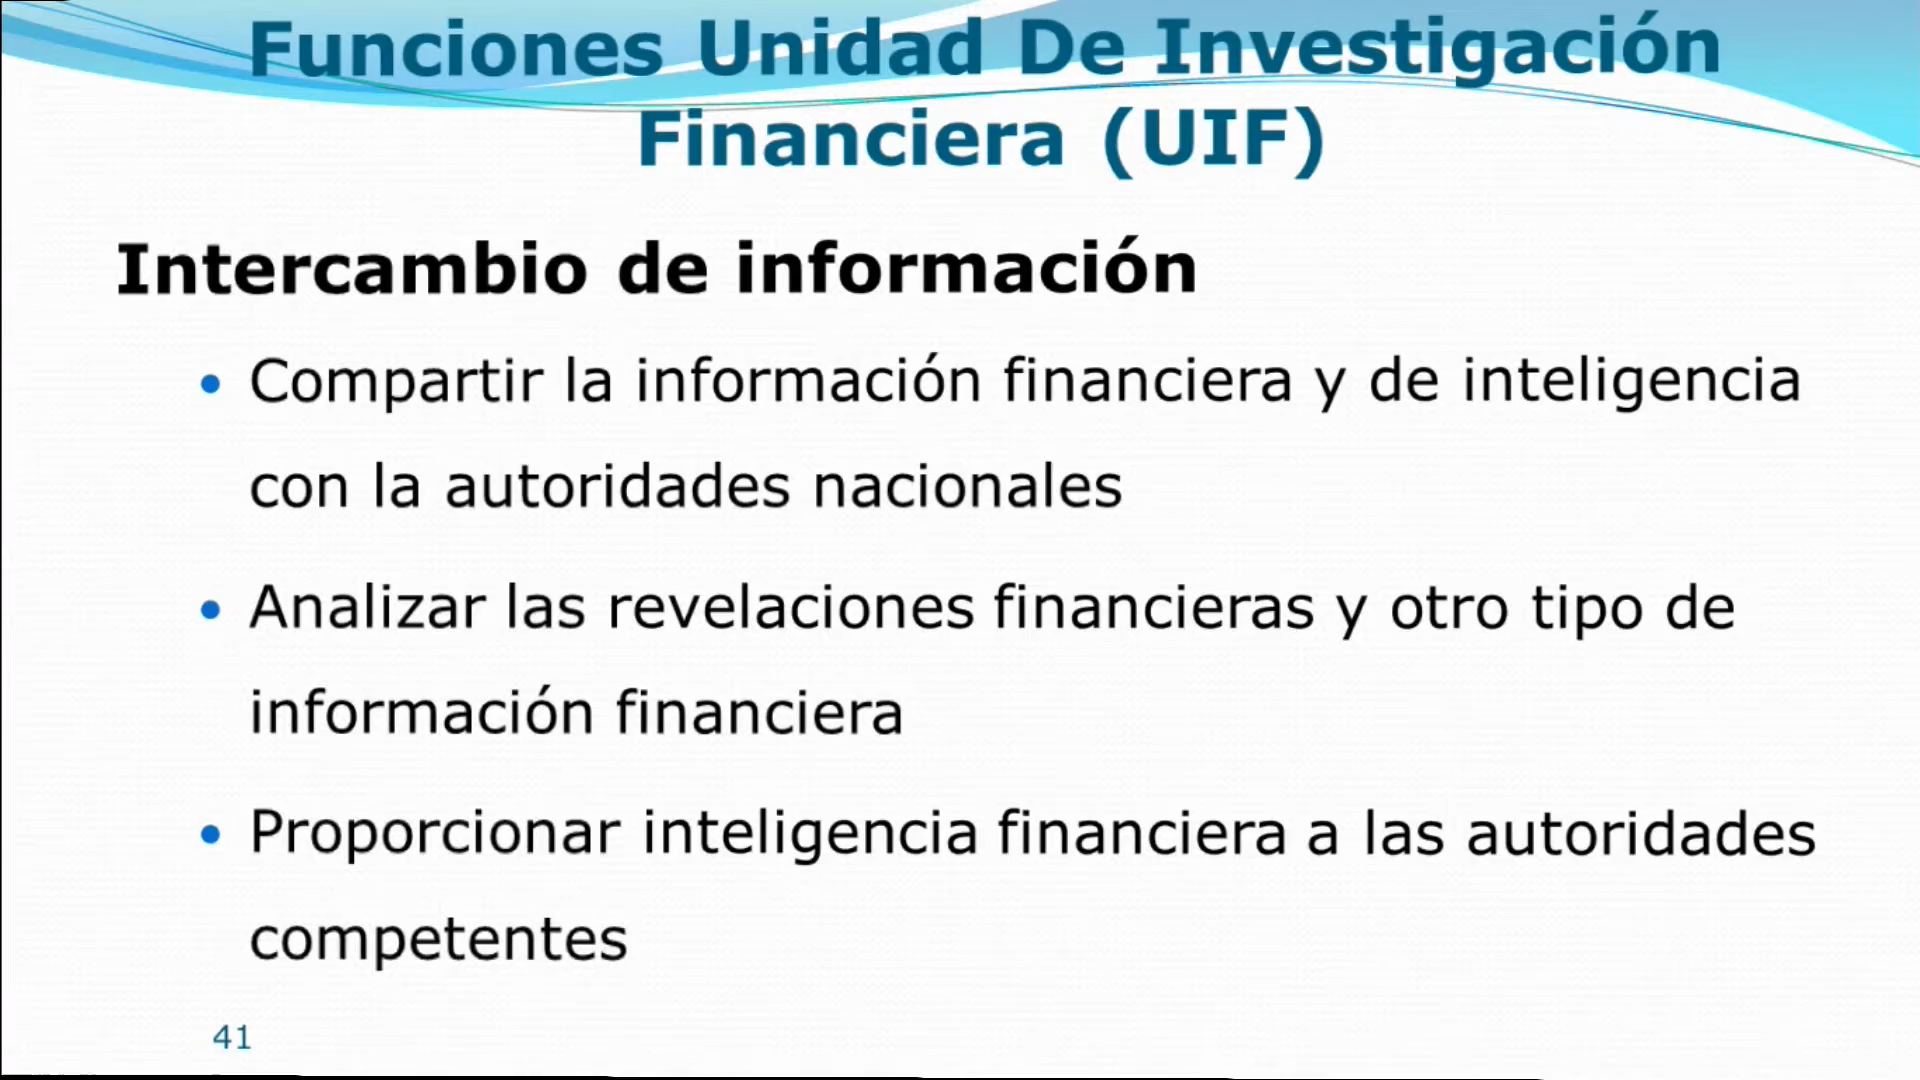 Funciones Unidad De Investigación
Financiera (UIF)
Intercambio de información
• Compartir la información financiera y de inteligencia
con la autoridades nacionales
• Analizar las revelaciones financieras y otro tipo de
información financiera
• Proporcionar inteligencia financiera a las autoridades
competentes
41